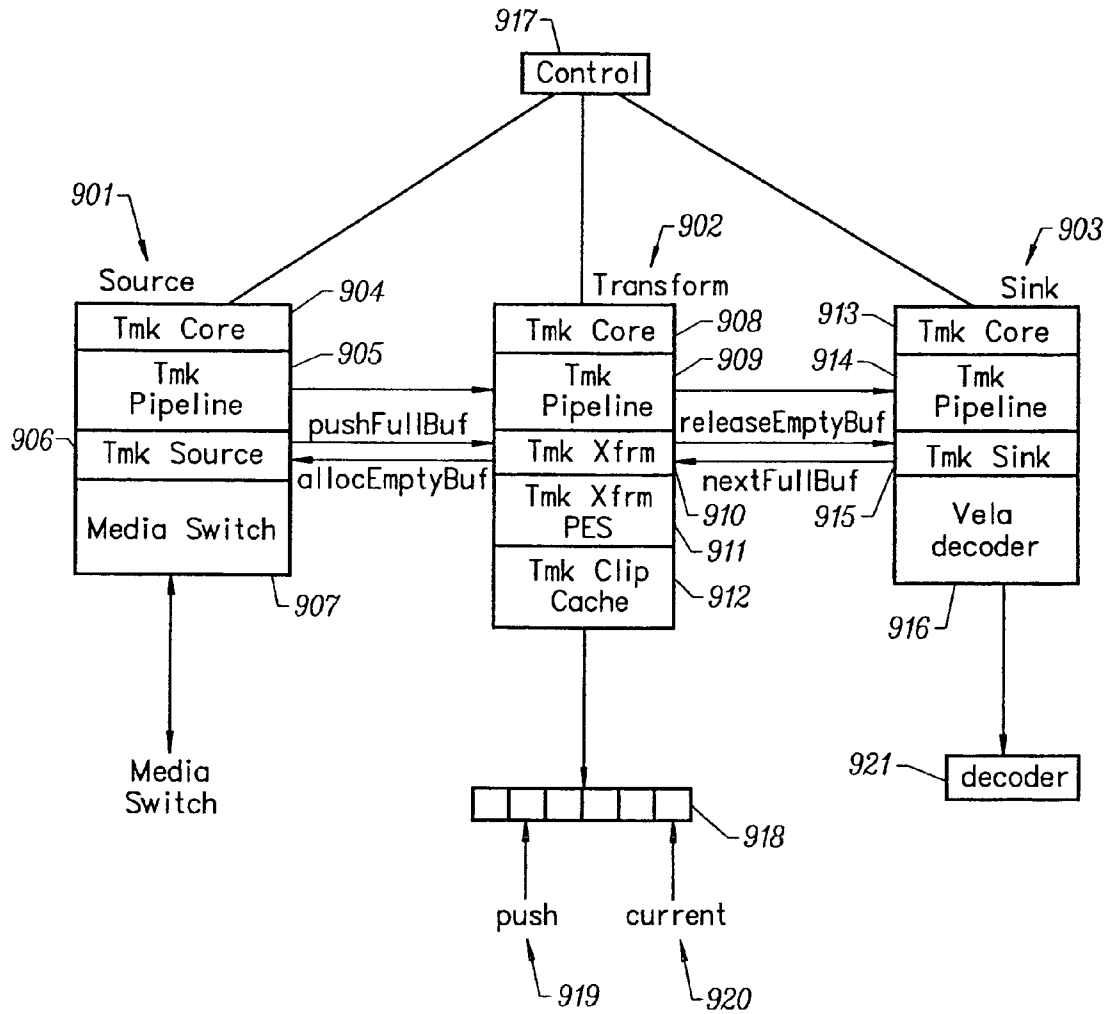 917
Control
901
902
903
Source
Transform
Sink
904
Tmk Core
908
Tmk Core
913
Tmk Core
905
Tmk
Pipeline
909
Tmk
Pipeline
914
Tmk
Pipeline
906
pushFullBuf
releaseEmptyBuf
Tmk Source
Tmk Xfrm
Tmk Sink
allocEmptyBuf
nextFullBuf
910
915
Media Switch
Tmk Xfrm
PES
911
Vela
decoder
907
Tmk Clip
Cache
912
916
Media
Switch
921
decoder
918
push
current
919
920